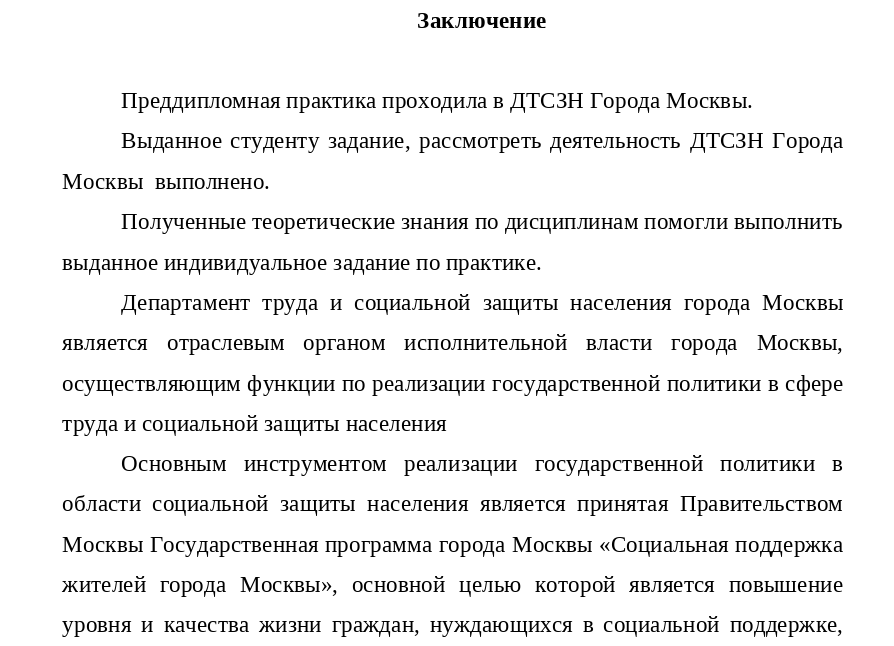 Заключение
Преддипломная практика проходила в ДТСЗН Города Москвы.
Выданное студенту задание, рассмотреть деятельность ДТСЗН Города
Москвы  выполнено.
Полученные теоретические знания по дисциплинам помогли выполнить
выданное индивидуальное задание по практике.
Департамент труда и социальной защиты населения города Москвы
является отраслевым органом исполнительной власти города Москвы,
осуществляющим функции по реализации государственной политики в сфере
труда и социальной защиты населения
Основным инструментом реализации государственной политики в
области социальной защиты населения является принятая Правительством
Москвы Государственная программа города Москвы «Социальная поддержка
жителей города Москвы», основной целью которой является повышение
уровня и качества жизни граждан, нуждающихся в социальной поддержке,